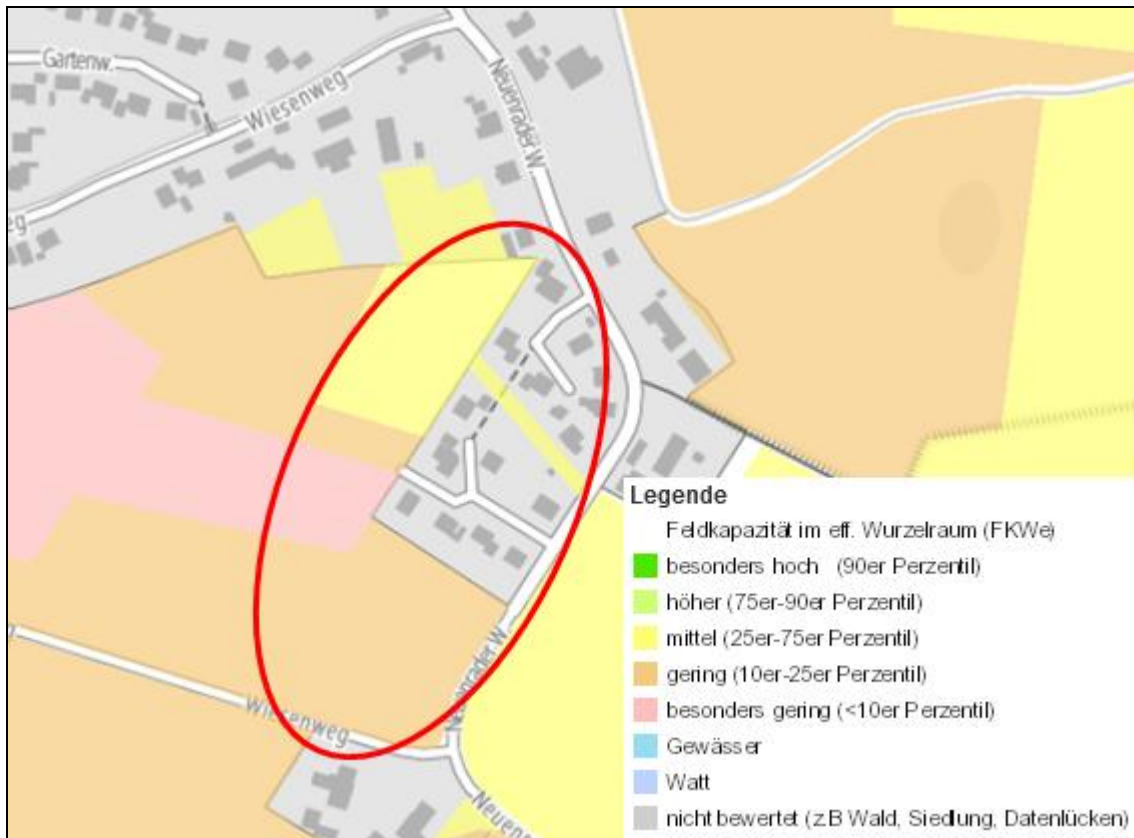 Gartenw.
Wiesenweg
Neuenrader W.
eg
Neuenrader W.
Wiesenweg
Neuenr
Legende
Feldkapazität im eff. Wurzelraum (FKWe)
besonders hoch (90er Perzentil)
höher (75er-90er Perzentil)
mittel (25er-75er Perzentil)
gering (10er-25er Perzentil)
besonders gering (<10er Perzentil)
Gewässer
Watt
nicht bewertet (z.B Wald, Siedlung, Datenlücken)